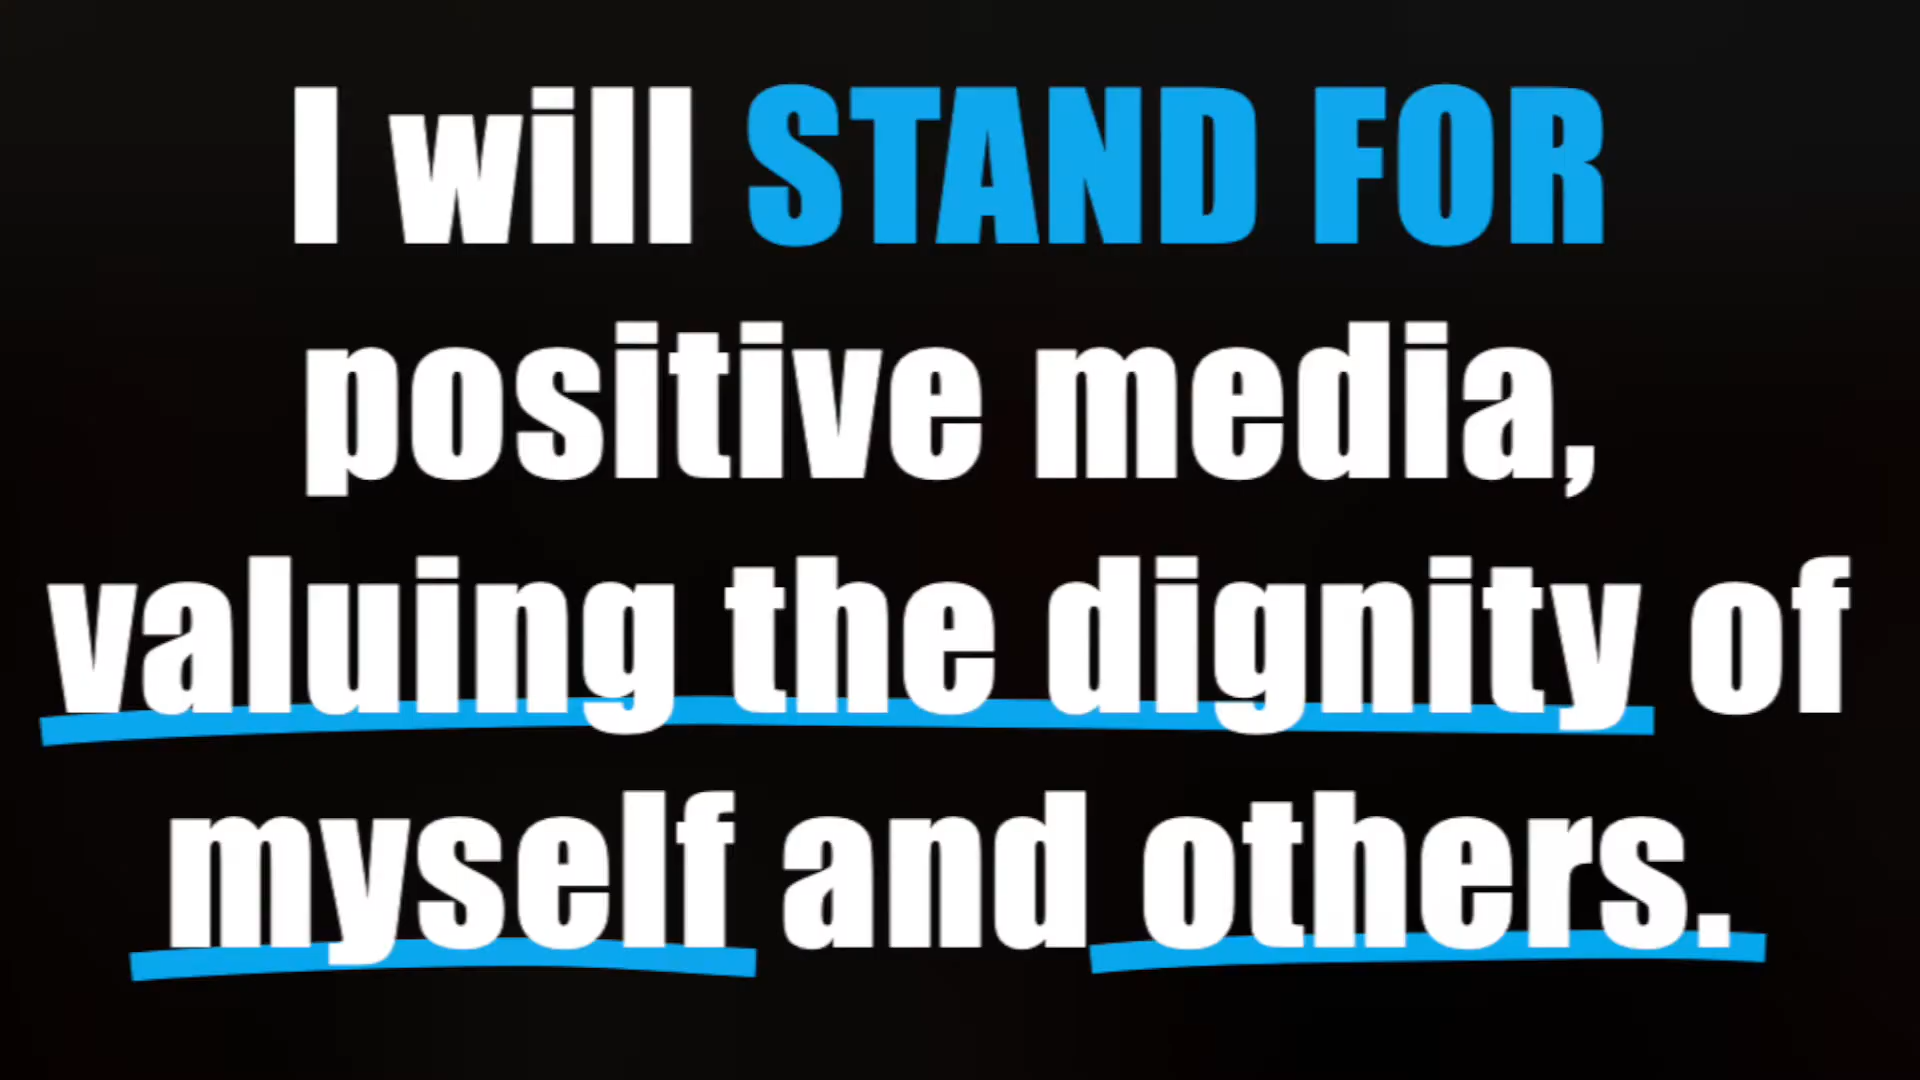 I will STAND FOR
positive media,
valuing the dignity of
myself and others.